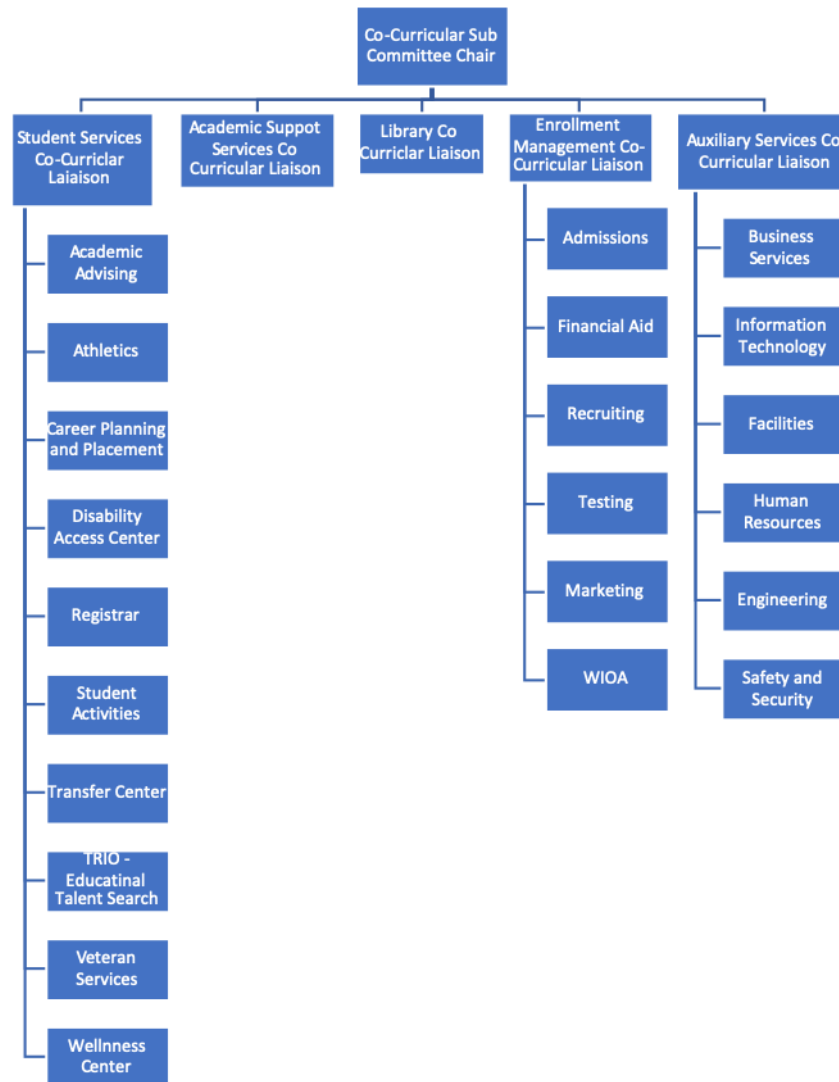 Co-Curricular Sub
Committee Chair
Student Services
Co-Curriclar
Laiaison
Academic Suppot
Services Co
Curricular Liaison
Library Co
Curriclar Liaison
Enrollment
Management Co-
Curricular Liaison
Auxiliary Services Co
Curricular Liaison
Academic
Advising
Athletics
Career Planning
and Placement
Disability
Access Center
Registrar
Student
Activities
Transfer Center
TRIO -
Educatinal
Talent Search
Veteran
Services
Wellnness
Center
Admissions
Financial Aid
Recruiting
Testing
Marketing
WIOA
Business
Services
Information
Technology
Facilities
Human
Resources
Engineering
Safety and
Security